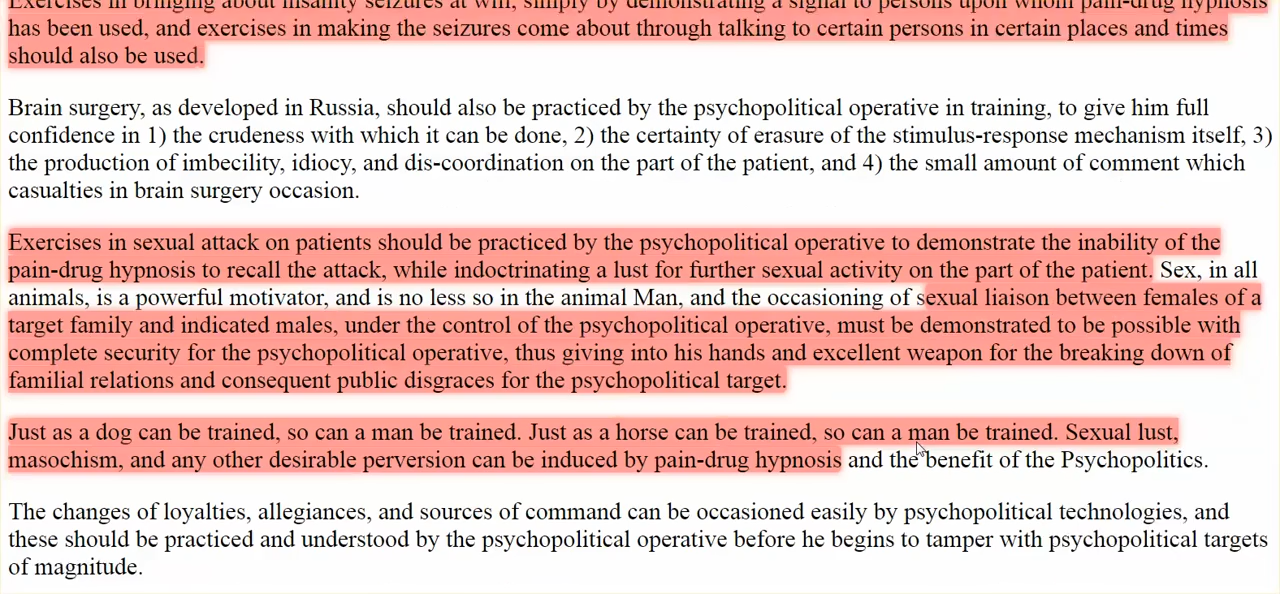 Exercises in bringing about insanity seizures at will, simply by demonstrating a signal to persons upon whom pain-drug hypnosis
has been used, and exercises in making the seizures come about through talking to certain persons in certain places and times
should also be used.
Brain surgery, as developed in Russia, should also be practiced by the psychopolitical operative in training, to give him full
confidence in 1) the crudeness with which it can be done, 2) the certainty of erasure of the stimulus-response mechanism itself, 3)
the production of imbecility, idiocy, and dis-coordination on the part of the patient, and 4) the small amount of comment which
casualties in brain surgery occasion.
Exercises in sexual attack on patients should be practiced by the psychopolitical operative to demonstrate the inability of the
pain-drug hypnosis to recall the attack, while indoctrinating a lust for further sexual activity on the part of the patient. Sex, in all
animals, is a powerful motivator, and is no less so in the animal Man, and the occasioning of sexual liaison between females of a
target family and indicated males, under the control of the psychopolitical operative, must be demonstrated to be possible with
complete security for the psychopolitical operative, thus giving into his hands and excellent weapon for the breaking down of
familial relations and consequent public disgraces for the psychopolitical target.
Just as a dog can be trained, so can a man be trained. Just as a horse can be trained, so can a man be trained. Sexual lust,
masochism, and any other desirable perversion can be induced by pain-drug hypnosis and the benefit of the Psychopolitics.
The changes of loyalties, allegiances, and sources of command can be occasioned easily by psychopolitical technologies, and
these should be practiced and understood by the psychopolitical operative before he begins to tamper with psychopolitical targets
of magnitude.